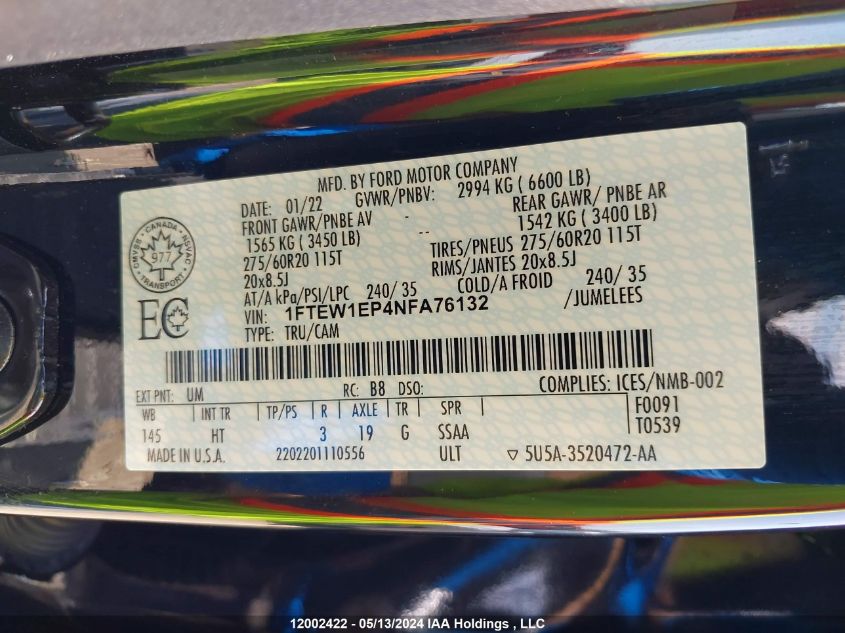 MFD. BY FORD MOTOR COMPANY
DATE: 01/22 GVWR/PNBV: 2994 KG ( 6600 LB)
FRONT GAWR/PNBE AV - REAR GAWR/ PNBE AR
1565 KG ( 3450 LB) - 1542 KG ( 3400 LB)
275/60R20 115T TIRES/PNEUS 275/60R20 115T
20x8.5J RIMS/JANTES 20x8.5J
AT/A kPa/PSI/LPC 240/ 35 COLD/A FROID 240/ 35
VIN: 1FTEW1EP4NFA76132 /JUMELEES
TYPE: TRU/CAM
CMVSS CANADA NSVAC
977
TRANSPORT
EC
EXT PNT: UM RC: B8 DSO: COMPLIES: ICES/NMB-002
WB INT TR TP/PS R AXLE TR SPR F0091
145 HT 3 19 G SSAA T0539
MADE IN U.S.A. 2202201110556 ULT ▽ 5U5A-3520472-AA
12002422 - 05/13/2024 IAA Holdings , LLC